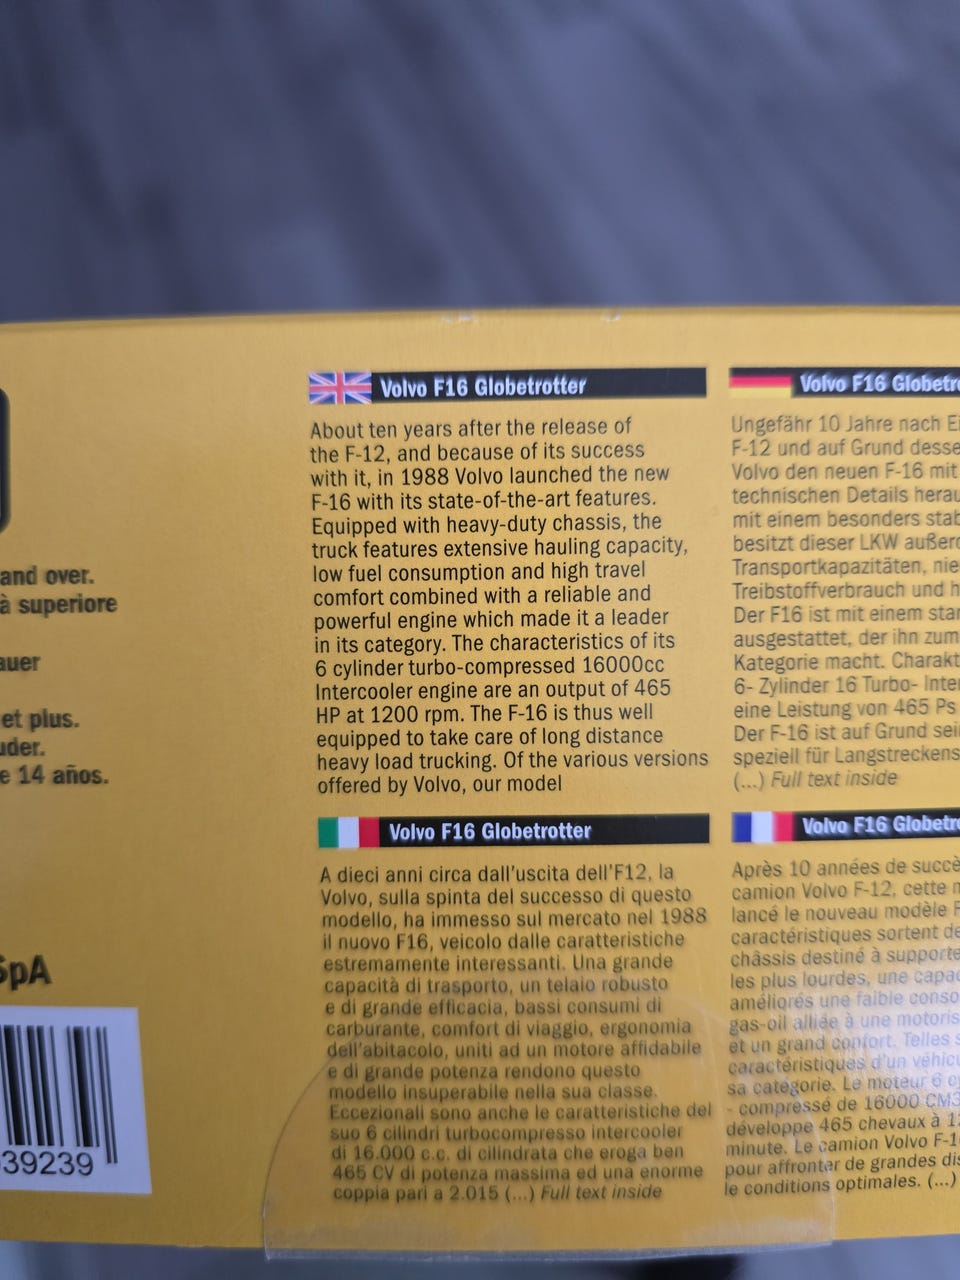 and over.
à superiore
auer
et plus.
uder.
e 14 años.
SpA
39239
Volvo F16 Globetrotter
About ten years after the release of
the F-12, and because of its success
with it, in 1988 Volvo launched the new
F-16 with its state-of-the-art features.
Equipped with heavy-duty chassis, the
truck features extensive hauling capacity,
low fuel consumption and high travel
comfort combined with a reliable and
powerful engine which made it a leader
in its category. The characteristics of its
6 cylinder turbo-compressed 16000cc
Intercooler engine are an output of 465
HP at 1200 rpm. The F-16 is thus well
equipped to take care of long distance
heavy load trucking. Of the various versions
offered by Volvo, our model
Volvo F16 Globetrotter
A dieci anni circa dall'uscita dell'F12, la
Volvo, sulla spinta del successo di questo
modello, ha immesso sul mercato nel 1988
il nuovo F16, veicolo dalle caratteristiche
estremamente interessanti. Una grande
capacità di trasporto, un telaio robusto
e di grande efficacia, bassi consumi di
carburante, comfort di viaggio, ergonomia
dell'abitacolo, uniti ad un motore affidabile
e di grande potenza rendono questo
modello insuperabile nella sua classe.
Eccezionali sono anche le caratteristiche del
suo 6 cilindri turbocompresso intercooler
di 16.000 c.c. di cilindrata che eroga ben
465 CV di potenza massima ed una enorme
coppia pari a 2.015 (...) Full text inside
Volvo F16 Globetro
Ungefähr 10 Jahre nach Ei
F-12 und auf Grund desse
Volvo den neuen F-16 mit
technischen Details herau
mit einem besonders stab
besitzt dieser LKW außero
Transportkapazitäten, nie
Treibstoffverbrauch und h
Der F16 ist mit einem star
ausgestattet, der ihn zum
Kategorie macht. Charakt
6- Zylinder 16 Turbo- Inter
eine Leistung von 465 Ps
Der F-16 ist auf Grund sein
speziell für Langstreckens
(...) Full text inside
Volvo F16 Globetro
Après 10 années de succè
camion Volvo F-12, cette
lancé le nouveau modèle F
caractéristiques sortent de
châssis destiné à supporte
les plus lourdes, une capac
améliorés une faible conso
gas-oil alliée à une motoris
et un grand confort. Telles s
caractéristiques d'un véhicu
sa catégorie. Le moteur 6 cy
- compressé de 16000 CM3
développe 465 chevaux à 12
minute. Le camion Volvo F-1
pour affronter de grandes dis
le conditions optimales. (...)